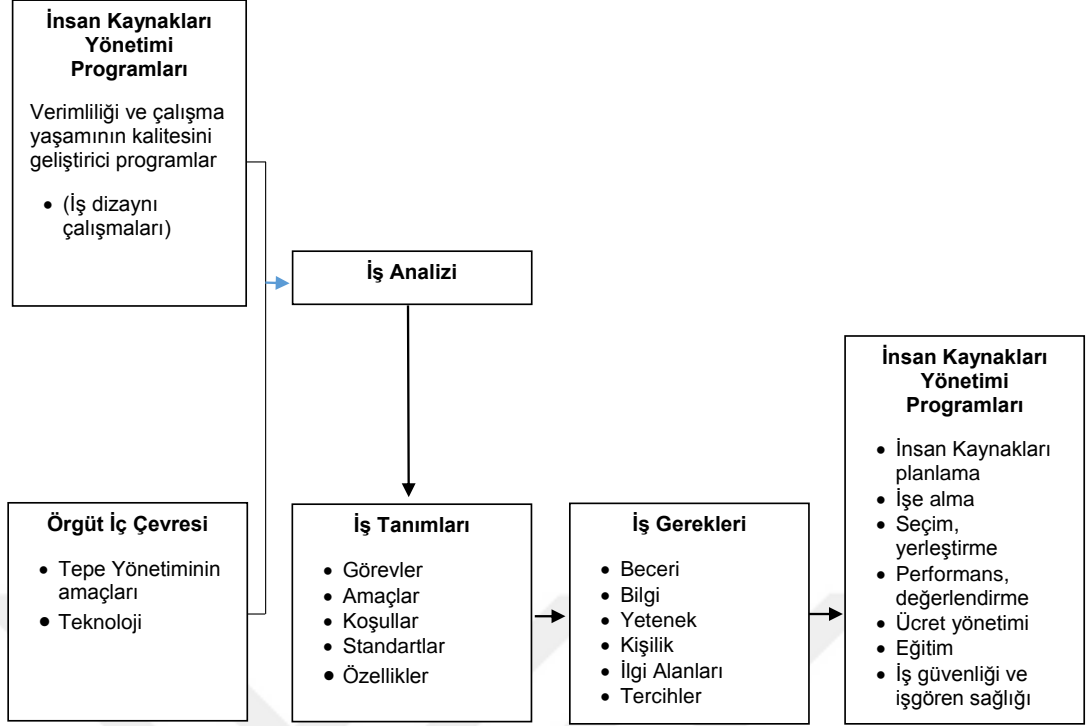 İnsan Kaynakları
Yönetimi
Programları
Verimliliği ve çalışma
yaşamının kalitesini
geliştirici programlar
• (İş dizaynı
çalışmaları)
İş Analizi
Örgüt İç Çevresi
• Tepe Yönetiminin
amaçları
• Teknoloji
İş Tanımları
• Görevler
• Amaçlar
• Koşullar
• Standartlar
• Özellikler
İş Gerekleri
• Beceri
• Bilgi
• Yetenek
• Kişilik
• İlgi Alanları
• Tercihler
İnsan Kaynakları
Yönetimi
Programları
• İnsan Kaynakları
planlama
• İşe alma
• Seçim,
yerleştirme
• Performans,
değerlendirme
• Ücret yönetimi
• Eğitim
• İş güvenliği ve
işgören sağlığı